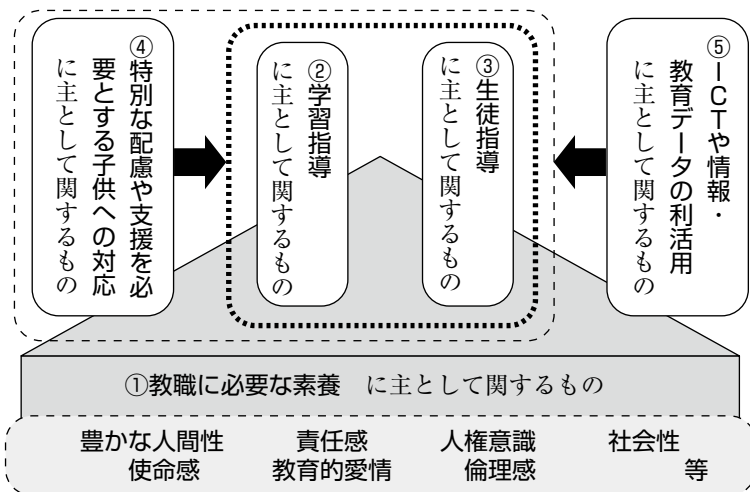 ④特別な配慮や支援を必
要とする子供への対応
に主として関するもの
②学習指導
に主として関するもの
③生徒指導
に主として関するもの
⑤ICTや情報・
教育データの利活用
に主として関するもの
①教職に必要な素養 に主として関するもの
豊かな人間性 責任感 人権意識 社会性
使命感 教育的愛情 倫理感 等